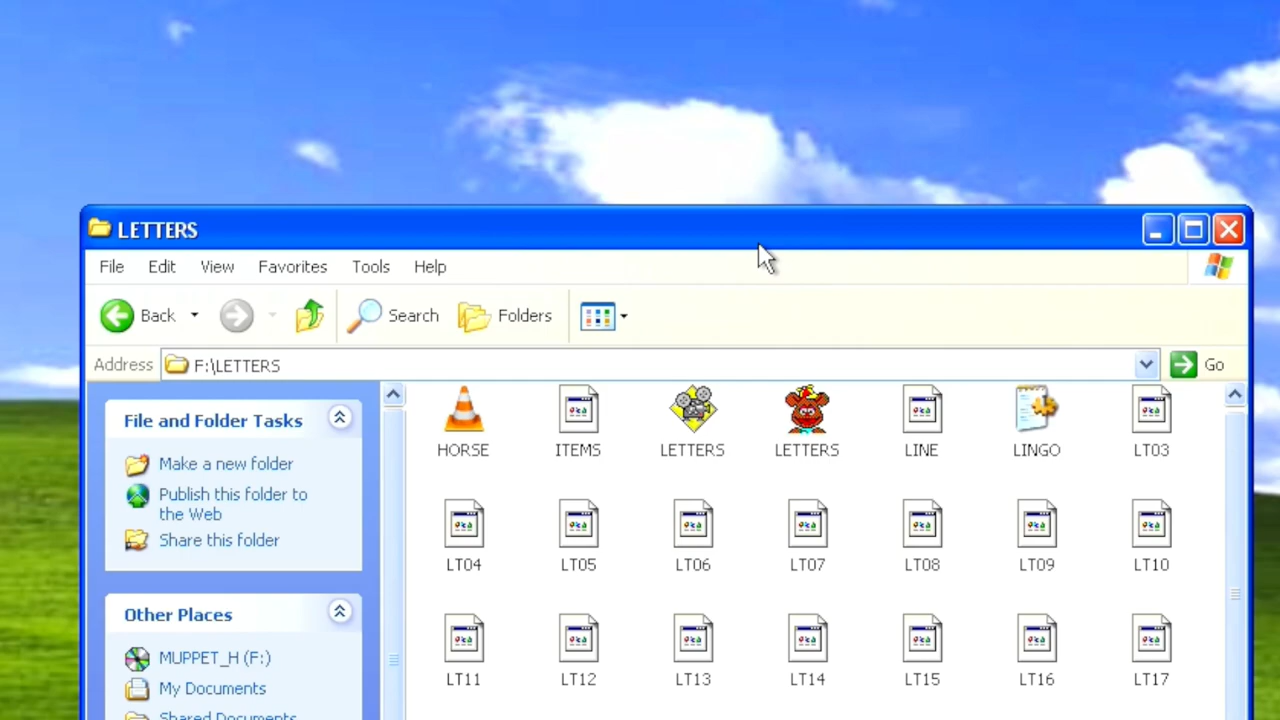 LETTERS
File Edit View Favorites Tools Help
Back Search Folders
Address F:\LETTERS Go
File and Folder Tasks
Make a new folder
Publish this folder to
the Web
Share this folder
Other Places
MUPPET_H (F:)
My Documents
Shared Documents
HORSE ITEMS LETTERS LETTERS LINE LINGO LT03
LT04 LT05 LT06 LT07 LT08 LT09 LT10
LT11 LT12 LT13 LT14 LT15 LT16 LT17